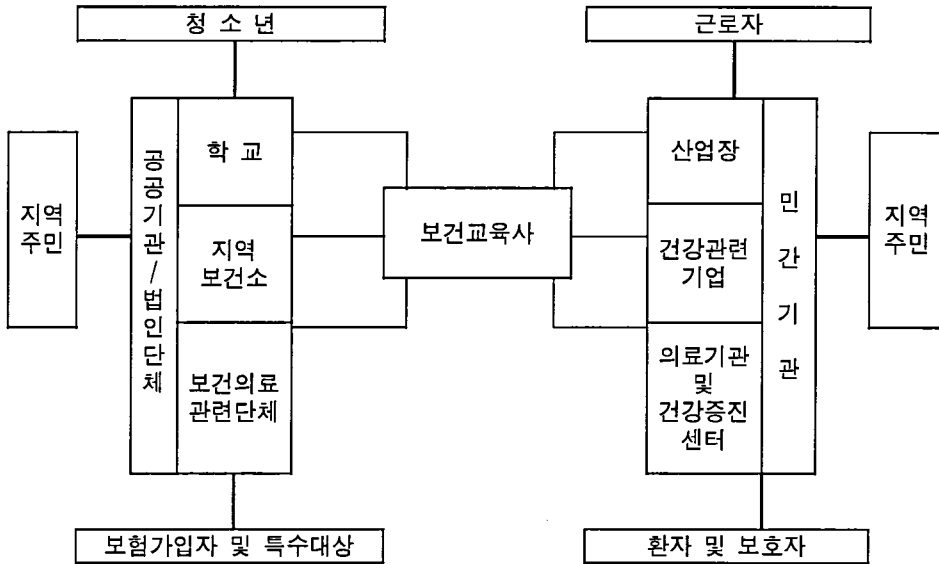 청 소 년
근로자
공공기관/법인단체
학 교
지역
보건소
보건의료
관련단체
지역
주민
보건교육사
산업장
건강관련
기업
의료기관
및
건강증진
센터
민간기관
지역
주민
보험가입자 및 특수대상
환자 및 보호자